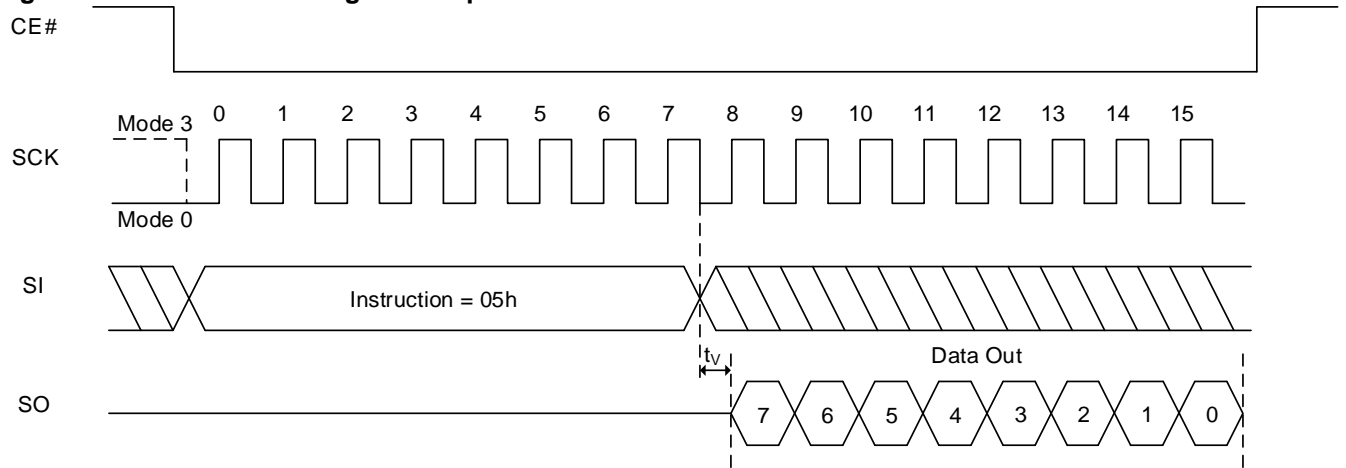 CE#
Mode 3
0 1 2 3 4 5 6 7 8 9 10 11 12 13 14 15
SCK
Mode 0
SI
Instruction = 05h
tV
Data Out
SO
7 6 5 4 3 2 1 0